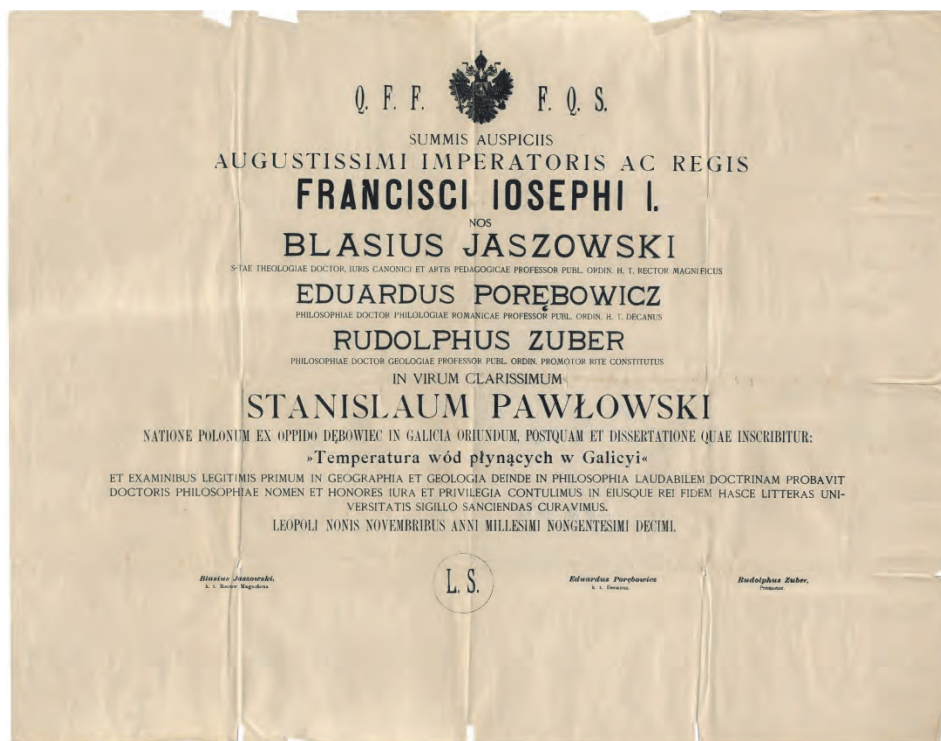 Q. F. F. F. Q. S.
SUMMIS AUSPICIIS
AUGUSTISSIMI IMPERATORIS AC REGIS
FRANCISCI IOSEPHI I.
NOS
BLASIUS JASZOWSKI
S-TAE THEOLOGIAE DOCTOR, IURIS CANONICI ET ARTIS PEDAGOGICAE PROFESSOR PUBL. ORDIN. H. T. RECTOR MAGNIFICUS
EDUARDUS PORĘBOWICZ
PHILOSOPHIAE DOCTOR PHILOLOGIAE ROMANICAE PROFESSOR PUBL. ORDIN. H. T. DECANUS
RUDOLPHUS ZUBER
PHILOSOPHIAE DOCTOR GEOLOGIAE PROFESSOR PUBL. ORDIN. PROMOTOR RITE CONSTITUTUS
IN VIRUM CLARISSIMUM
STANISLAUM PAWŁOWSKI
NATIONE POLONUM EX OPPIDO DĘBOWIEC IN GALICIA ORIUNDUM, POSTQUAM ET DISSERTATIONE QUAE INSCRIBITUR:
»Temperatura wód płynących w Galicyi«
ET EXAMINIBUS LEGITIMIS PRIMUM IN GEOGRAPHIA ET GEOLOGIA DEINDE IN PHILOSOPHIA LAUDABILEM DOCTRINAM PROBAVIT
DOCTORIS PHILOSOPHIAE NOMEN ET HONORES IURA ET PRIVILEGIA CONTULIMUS IN EIUSQUE REI FIDEM HASCE LITTERAS UNI-
VERSITATIS SIGILLO SANCIENDAS CURAVIMUS.
LEOPOLI NONIS NOVEMBRIBUS ANNI MILLESIMI NONGENTESIMI DECIMI.
Blasius Jaszowski,
h. t. Rector Magnificus
L. S.
Eduardus Porębowicz
h. t. Decanus.
Rudolphus Zuber,
Promotor.